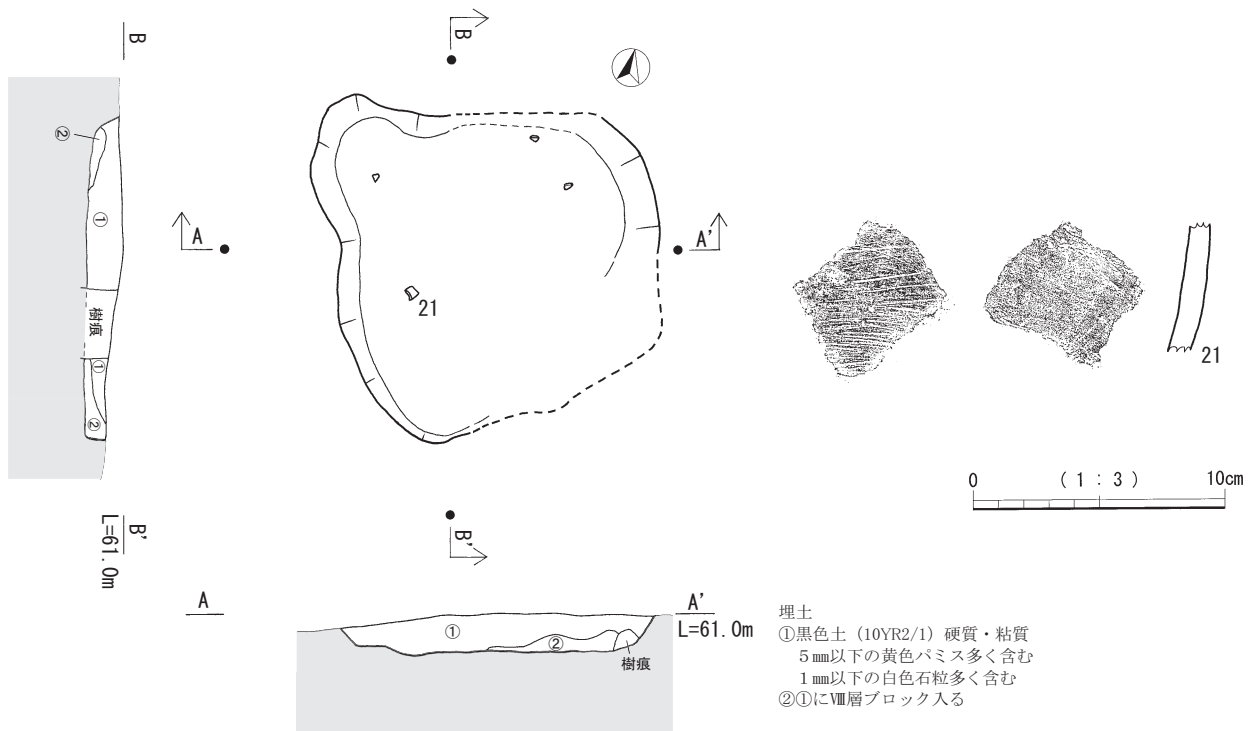 B
B
②
①
A
A'
樹痕
21
①
21
②
0 (1:3) 10cm
B'
L=61.0m
B'
A
A'
L=61.0m
①
②
樹痕
埋土
①黒色土（10YR2/1）硬質・粘質
5㎜以下の黄色パミス多く含む
1㎜以下の白色石粒多く含む
②①にⅧ層ブロック入る